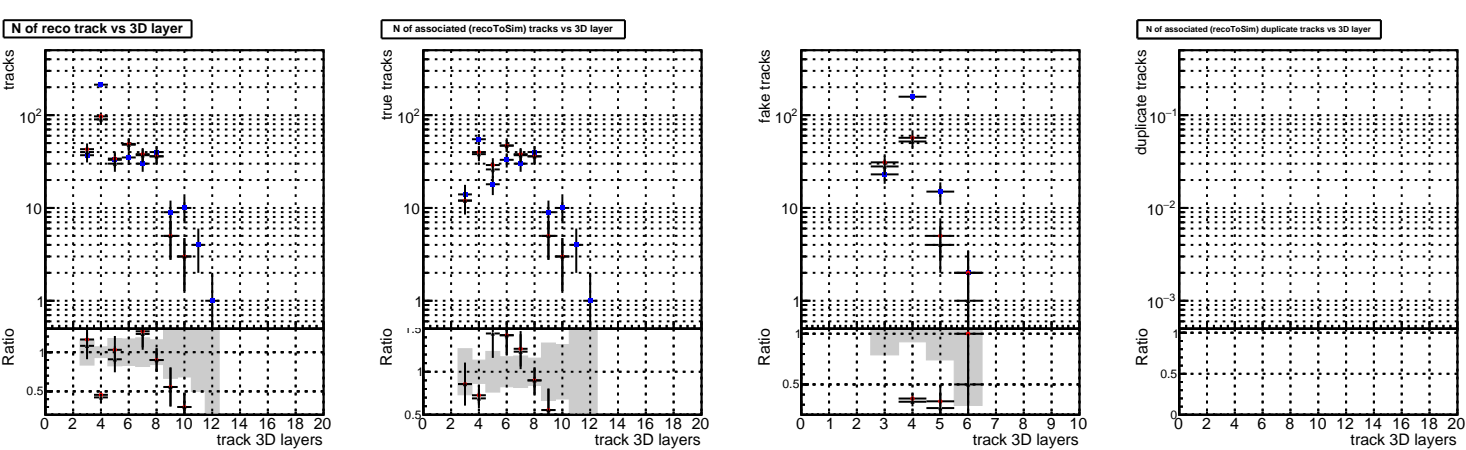 N of reco track vs 3D layer
tracks
10²
10
1
Ratio
1
0.5
0 2 4 6 8 10 12 14 16 18 20
track 3D layers
N of associated (recoToSim) tracks vs 3D layer
true tracks
10²
10
1
Ratio
1.5
1
0.5
0 2 4 6 8 10 12 14 16 18 20
track 3D layers
fake tracks
10²
10
1
Ratio
1
0.5
0 1 2 3 4 5 6 7 8 9 10
track 3D layers
N of associated (recoToSim) duplicate tracks vs 3D layer
duplicate tracks
10⁻¹
10⁻²
10⁻³
Ratio
1
0.5
0
0 2 4 6 8 10 12 14 16 18 20
track 3D layers